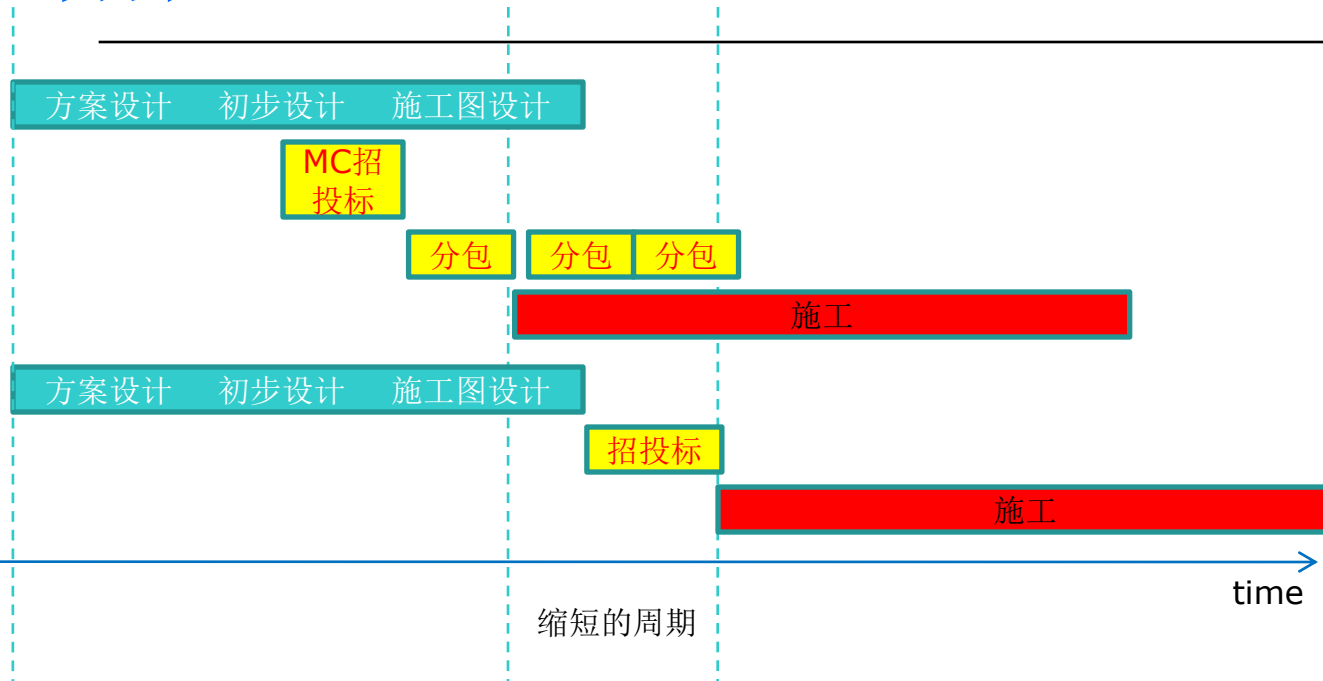 方案设计 初步设计 施工图设计
MC招
投标
分包 分包 分包
施工
方案设计 初步设计 施工图设计
招投标
施工
time
缩短的周期